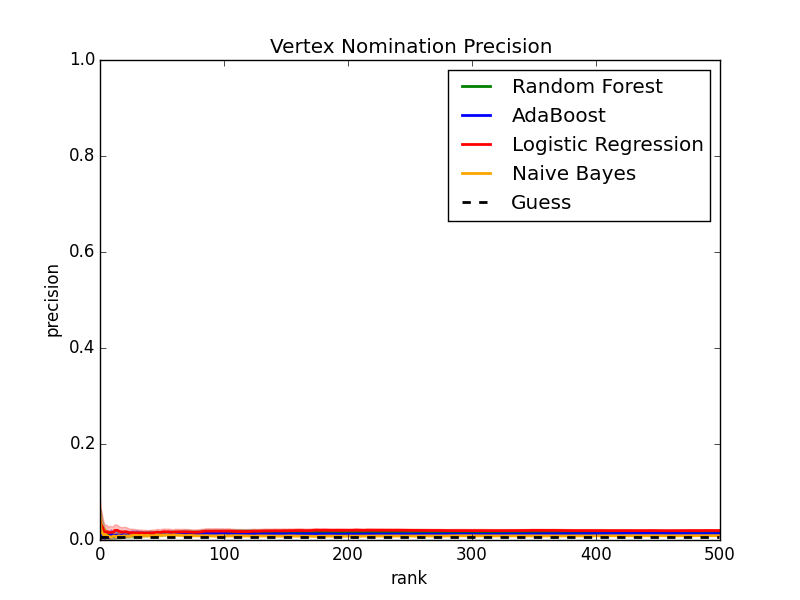 Vertex Nomination Precision
1.0
0.8
0.6
0.4
0.2
0.0
precision
Random Forest
AdaBoost
Logistic Regression
Naive Bayes
Guess
0
100
200
300
400
500
rank